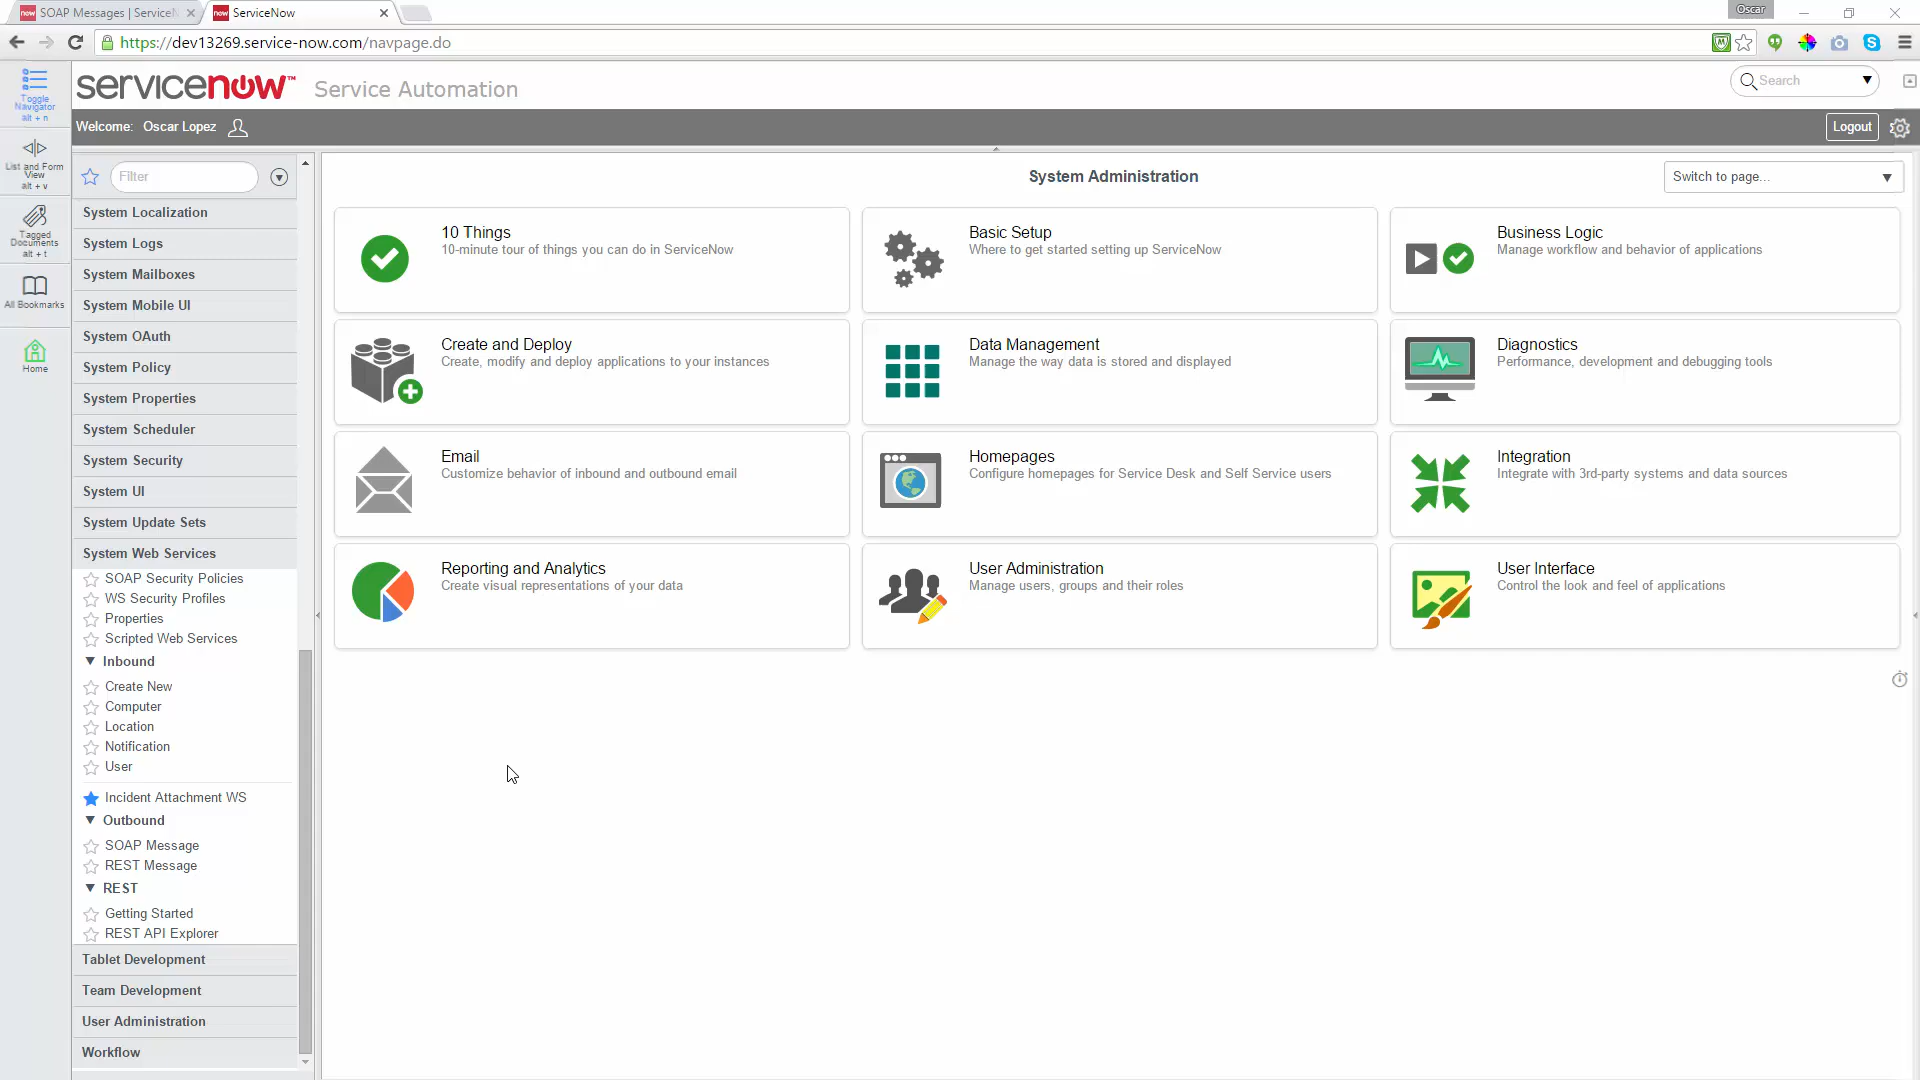 SOAP Messages | ServiceN
ServiceNow
Oscar
https://dev13269.service-now.com/navpage.do
Toggle
Navigator
alt + n
List and Form
View
alt + v
Tagged
Documents
alt + t
All Bookmarks
Home
servicenow™ Service Automation
Search
Welcome: Oscar Lopez
Logout
Filter
System Localization
System Logs
System Mailboxes
System Mobile UI
System OAuth
System Policy
System Properties
System Scheduler
System Security
System UI
System Update Sets
System Web Services
SOAP Security Policies
WS Security Profiles
Properties
Scripted Web Services
Inbound
Create New
Computer
Location
Notification
User
Incident Attachment WS
Outbound
SOAP Message
REST Message
REST
Getting Started
REST API Explorer
Tablet Development
Team Development
User Administration
Workflow
System Administration
Switch to page...
10 Things
10-minute tour of things you can do in ServiceNow
Basic Setup
Where to get started setting up ServiceNow
Business Logic
Manage workflow and behavior of applications
Create and Deploy
Create, modify and deploy applications to your instances
Data Management
Manage the way data is stored and displayed
Diagnostics
Performance, development and debugging tools
Email
Customize behavior of inbound and outbound email
Homepages
Configure homepages for Service Desk and Self Service users
Integration
Integrate with 3rd-party systems and data sources
Reporting and Analytics
Create visual representations of your data
User Administration
Manage users, groups and their roles
User Interface
Control the look and feel of applications